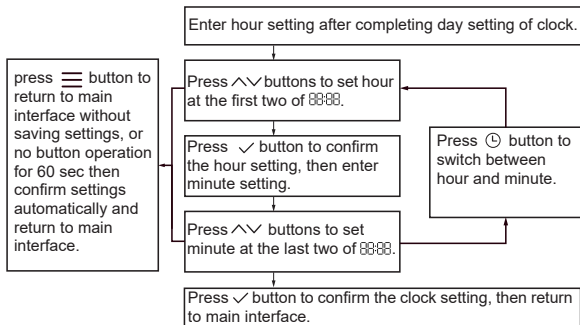 Enter hour setting after completing day setting of clock.
press ☰ button to
return to main
interface without
saving settings, or
no button operation
for 60 sec then
confirm settings
automatically and
return to main
interface.
Press ∧∨ buttons to set hour
at the first two of 88:88.
Press ✓ button to confirm
the hour setting, then enter
minute setting.
Press ∧∨ buttons to set
minute at the last two of 88:88.
Press 🕒 button to
switch between
hour and minute.
Press ✓ button to confirm the clock setting, then return
to main interface.